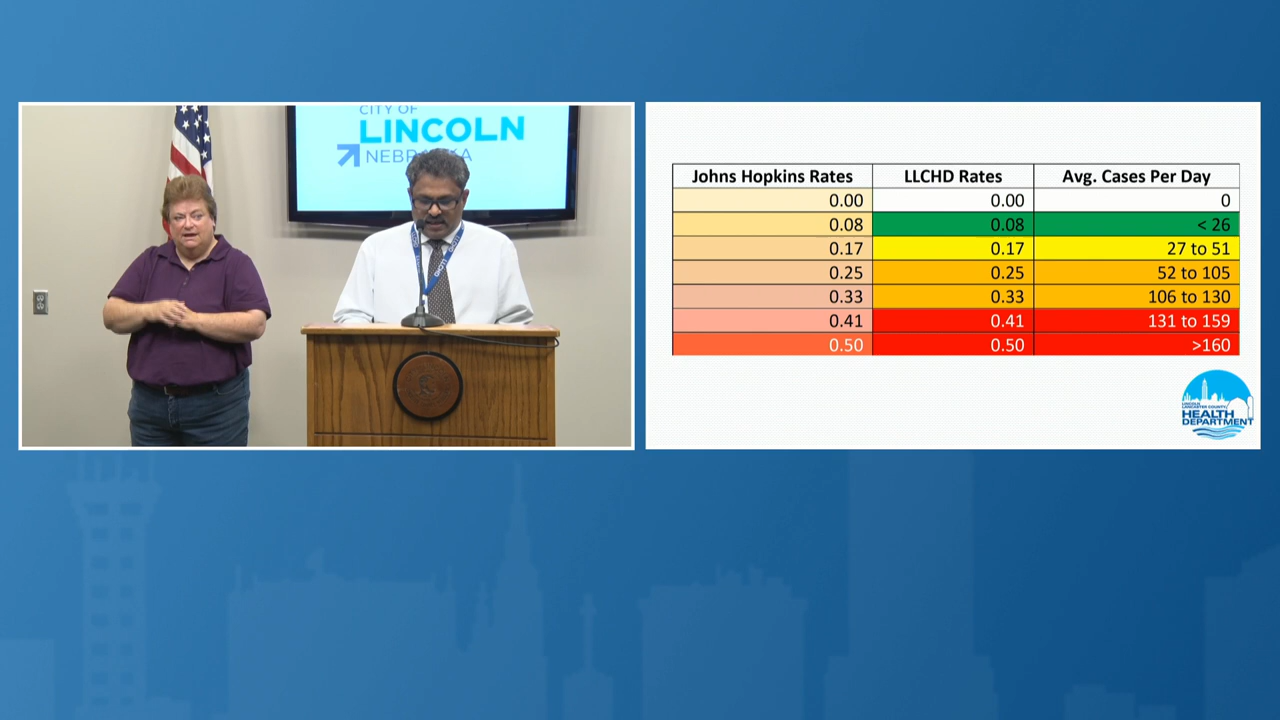 CITY OF
LINCOLN
NEBRASKA
Johns Hopkins Rates LLCHD Rates Avg. Cases Per Day
0.00 0.00 0
0.08 0.08 < 26
0.17 0.17 27 to 51
0.25 0.25 52 to 105
0.33 0.33 106 to 130
0.41 0.41 131 to 159
0.50 0.50 >160
LINCOLN
LANCASTER COUNTY
HEALTH
DEPARTMENT